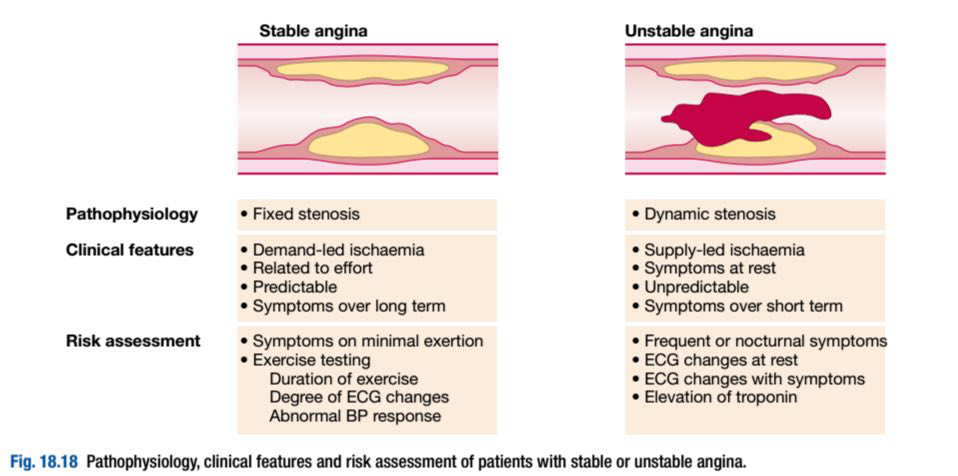 Stable angina
Unstable angina
Pathophysiology
• Fixed stenosis
• Dynamic stenosis
Clinical features
• Demand-led ischaemia
• Related to effort
• Predictable
• Symptoms over long term
• Supply-led ischaemia
• Symptoms at rest
• Unpredictable
• Symptoms over short term
Risk assessment
• Symptoms on minimal exertion
• Exercise testing
Duration of exercise
Degree of ECG changes
Abnormal BP response
• Frequent or nocturnal symptoms
• ECG changes at rest
• ECG changes with symptoms
• Elevation of troponin
Fig. 18.18 Pathophysiology, clinical features and risk assessment of patients with stable or unstable angina.